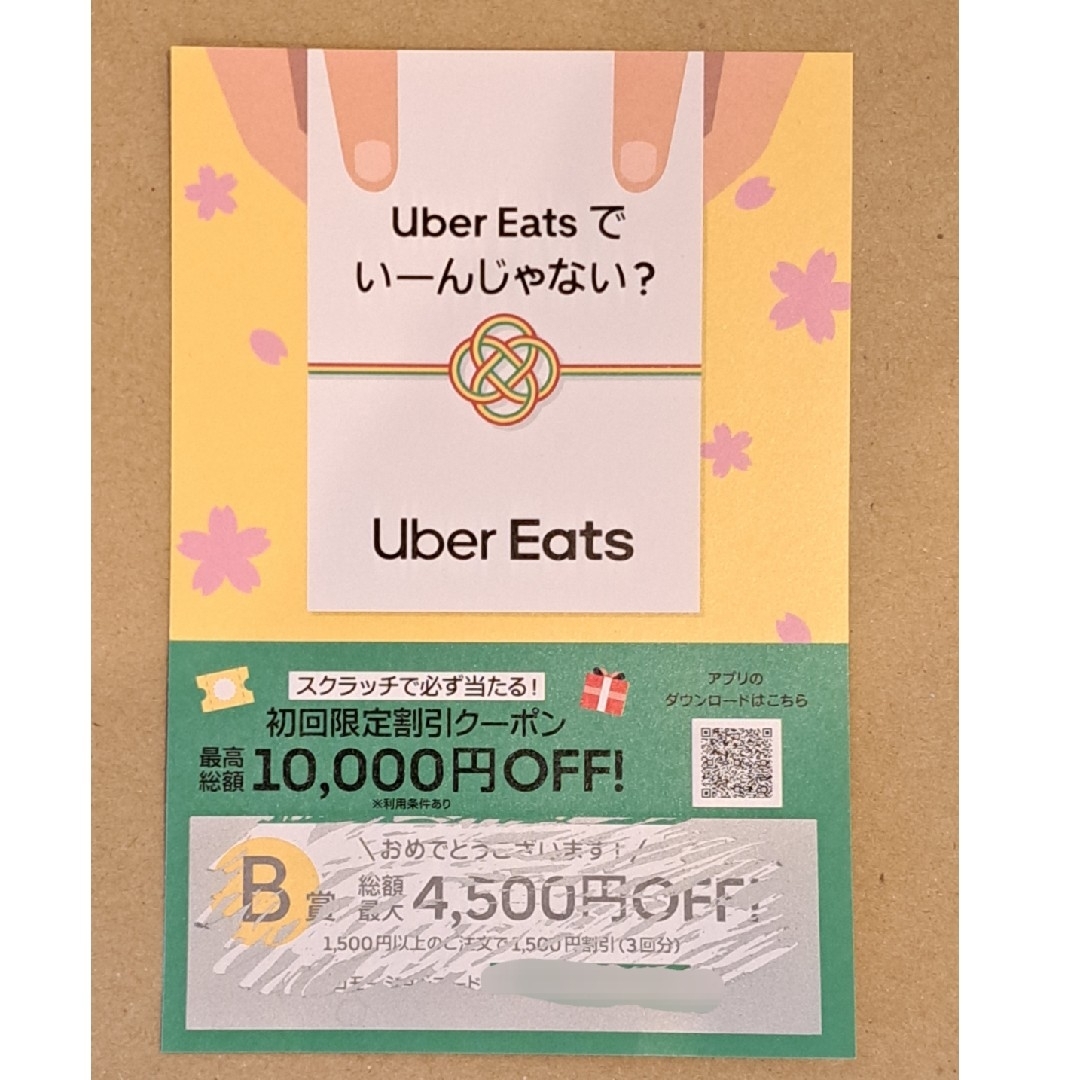 Uber Eats で
いーんじゃない？
Uber Eats
スクラッチで必ず当たる！
初回限定割引クーポン
最高
総額
10,000円OFF!
※利用条件あり
アプリの
ダウンロードはこちら
\おめでとうございます！/
B賞
総額
最大
4,500円OFF!
1,500円以上のご注文で1,500円割引(3回分)